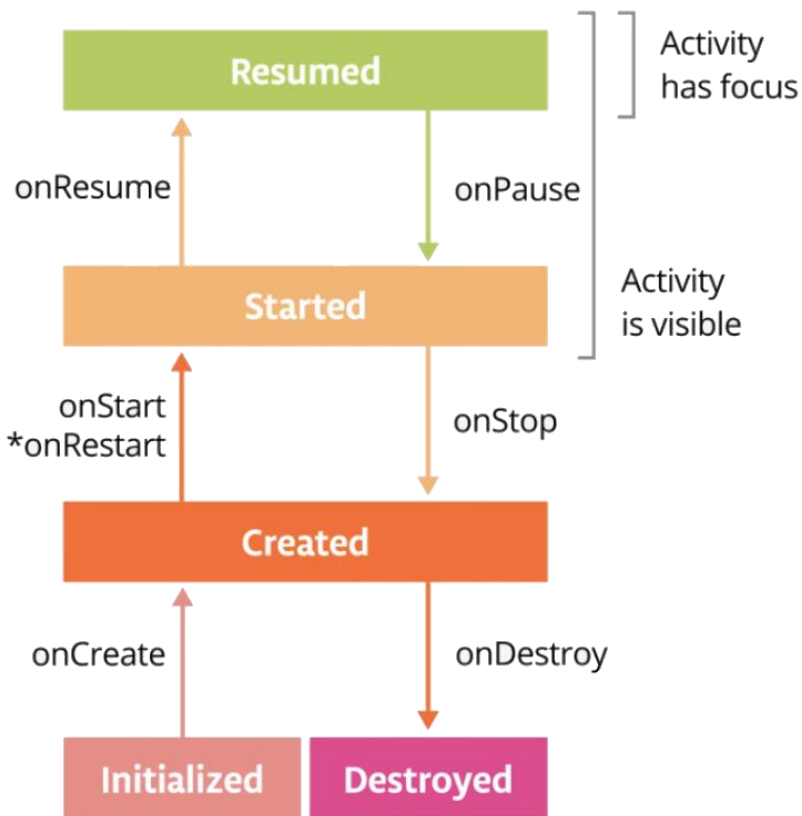 Resumed
Activity
has focus
onResume
onPause
Started
Activity
is visible
onStart
*onRestart
onStop
Created
onCreate
onDestroy
Initialized
Destroyed